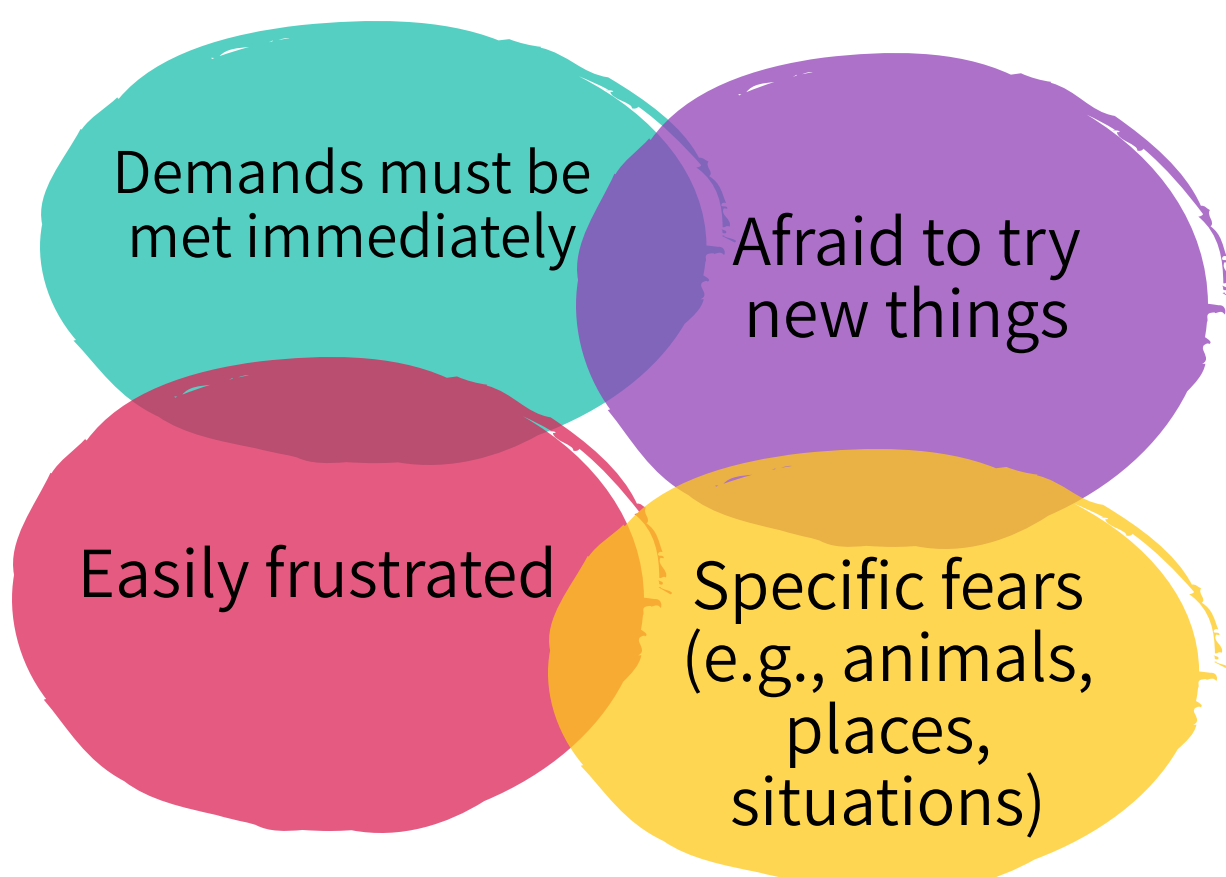 Demands must be
met immediately
Afraid to try
new things
Easily frustrated
Specific fears
(e.g., animals,
places,
situations)